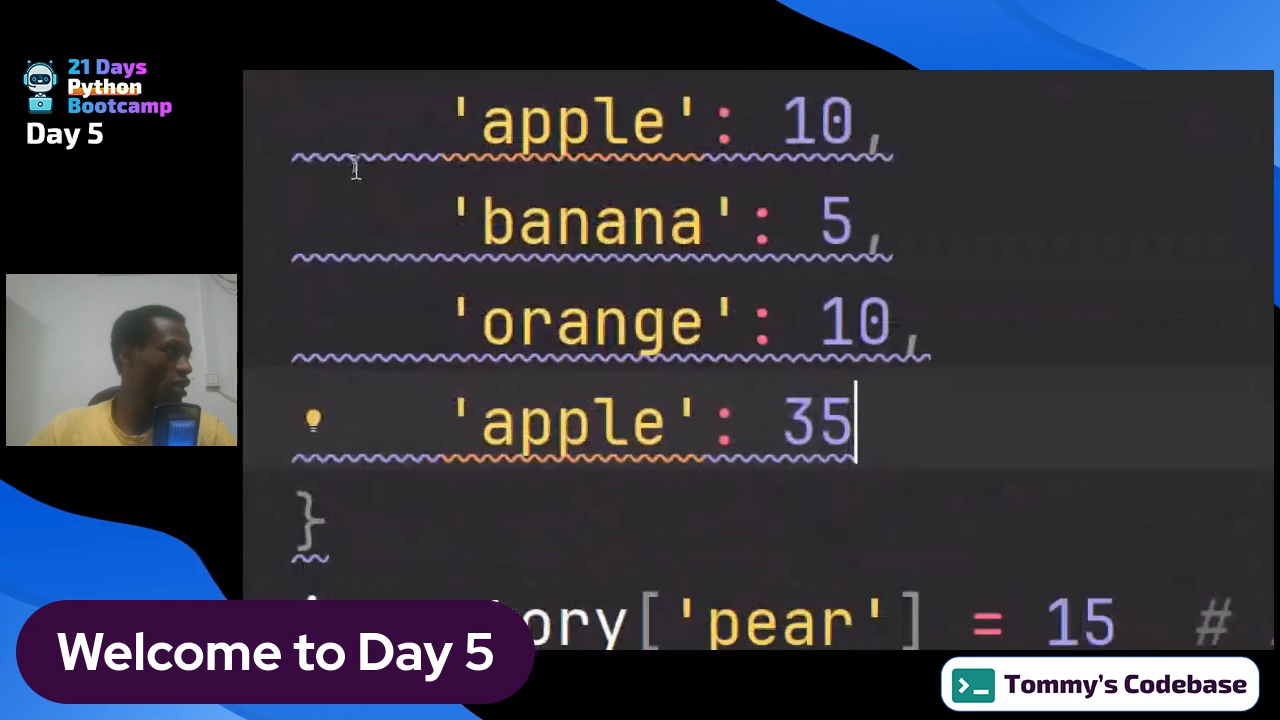 21 Days
Python
Bootcamp
Day 5
'apple': 10,
'banana': 5,
'orange': 10,
'apple': 35
}
ory['pear'] = 15 #
Welcome to Day 5
Tommy's Codebase